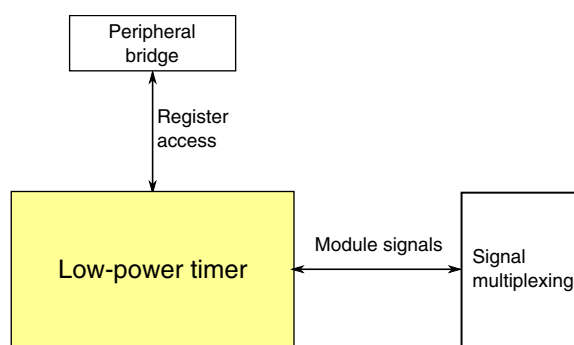 Peripheral
bridge
Register
access
Low-power timer
Module signals
Signal
multiplexing